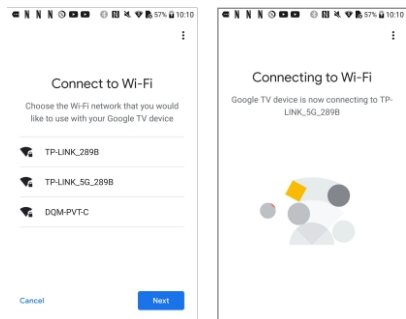 57% 10:10
Connect to Wi-Fi
Choose the Wi-Fi network that you would
like to use with your Google TV device
TP-LINK_289B
TP-LINK_5G_289B
DQM-PVT-C
Cancel
Next
57% 10:10
Connecting to Wi-Fi
Google TV device is now connecting to TP-
LINK_5G_289B